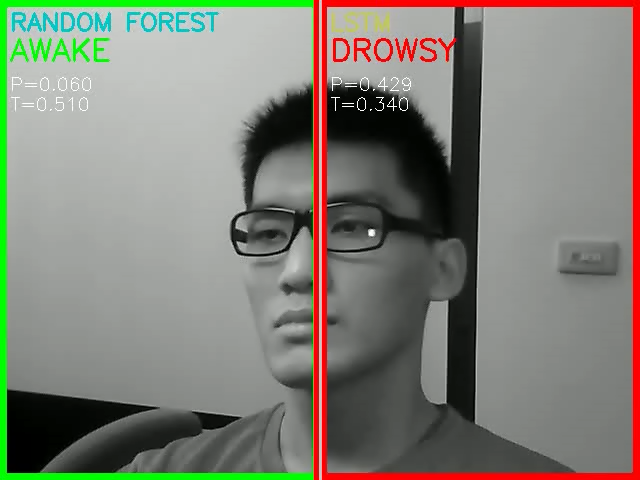 RANDOM FOREST
AWAKE
P=0.060
T=0.510
LSTM
DROWSY
P=0.429
T=0.340